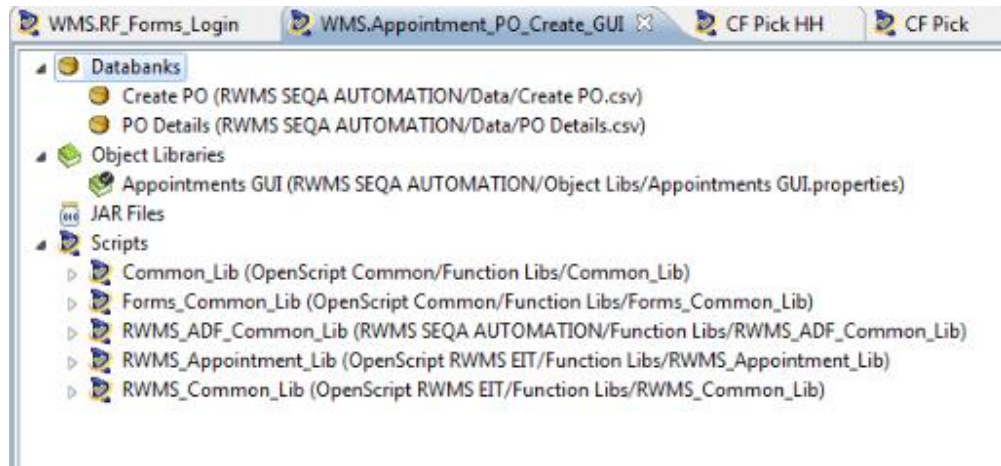 WMS.RF_Forms_Login WMS.Appointment_PO_Create_GUI CF Pick HH CF Pick
Databanks
Create PO (RWMS SEQA AUTOMATION/Data/Create PO.csv)
PO Details (RWMS SEQA AUTOMATION/Data/PO Details.csv)
Object Libraries
Appointments GUI (RWMS SEQA AUTOMATION/Object Libs/Appointments GUI.properties)
JAR Files
Scripts
Common_Lib (OpenScript Common/Function Libs/Common_Lib)
Forms_Common_Lib (OpenScript Common/Function Libs/Forms_Common_Lib)
RWMS_ADF_Common_Lib (RWMS SEQA AUTOMATION/Function Libs/RWMS_ADF_Common_Lib)
RWMS_Appointment_Lib (OpenScript RWMS EIT/Function Libs/RWMS_Appointment_Lib)
RWMS_Common_Lib (OpenScript RWMS EIT/Function Libs/RWMS_Common_Lib)